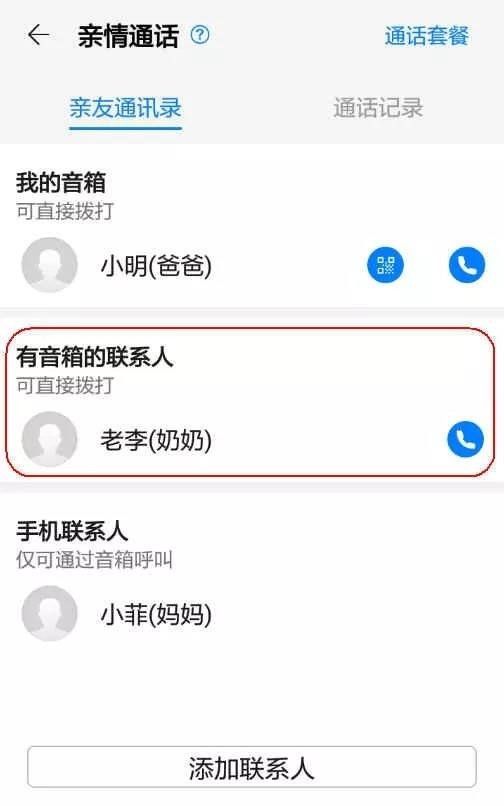 亲情通话 ? 通话套餐
亲友通讯录 通话记录
我的音箱
可直接拨打
小明(爸爸)
有音箱的联系人
可直接拨打
老李(奶奶)
手机联系人
仅可通过音箱呼叫
小菲(妈妈)
添加联系人